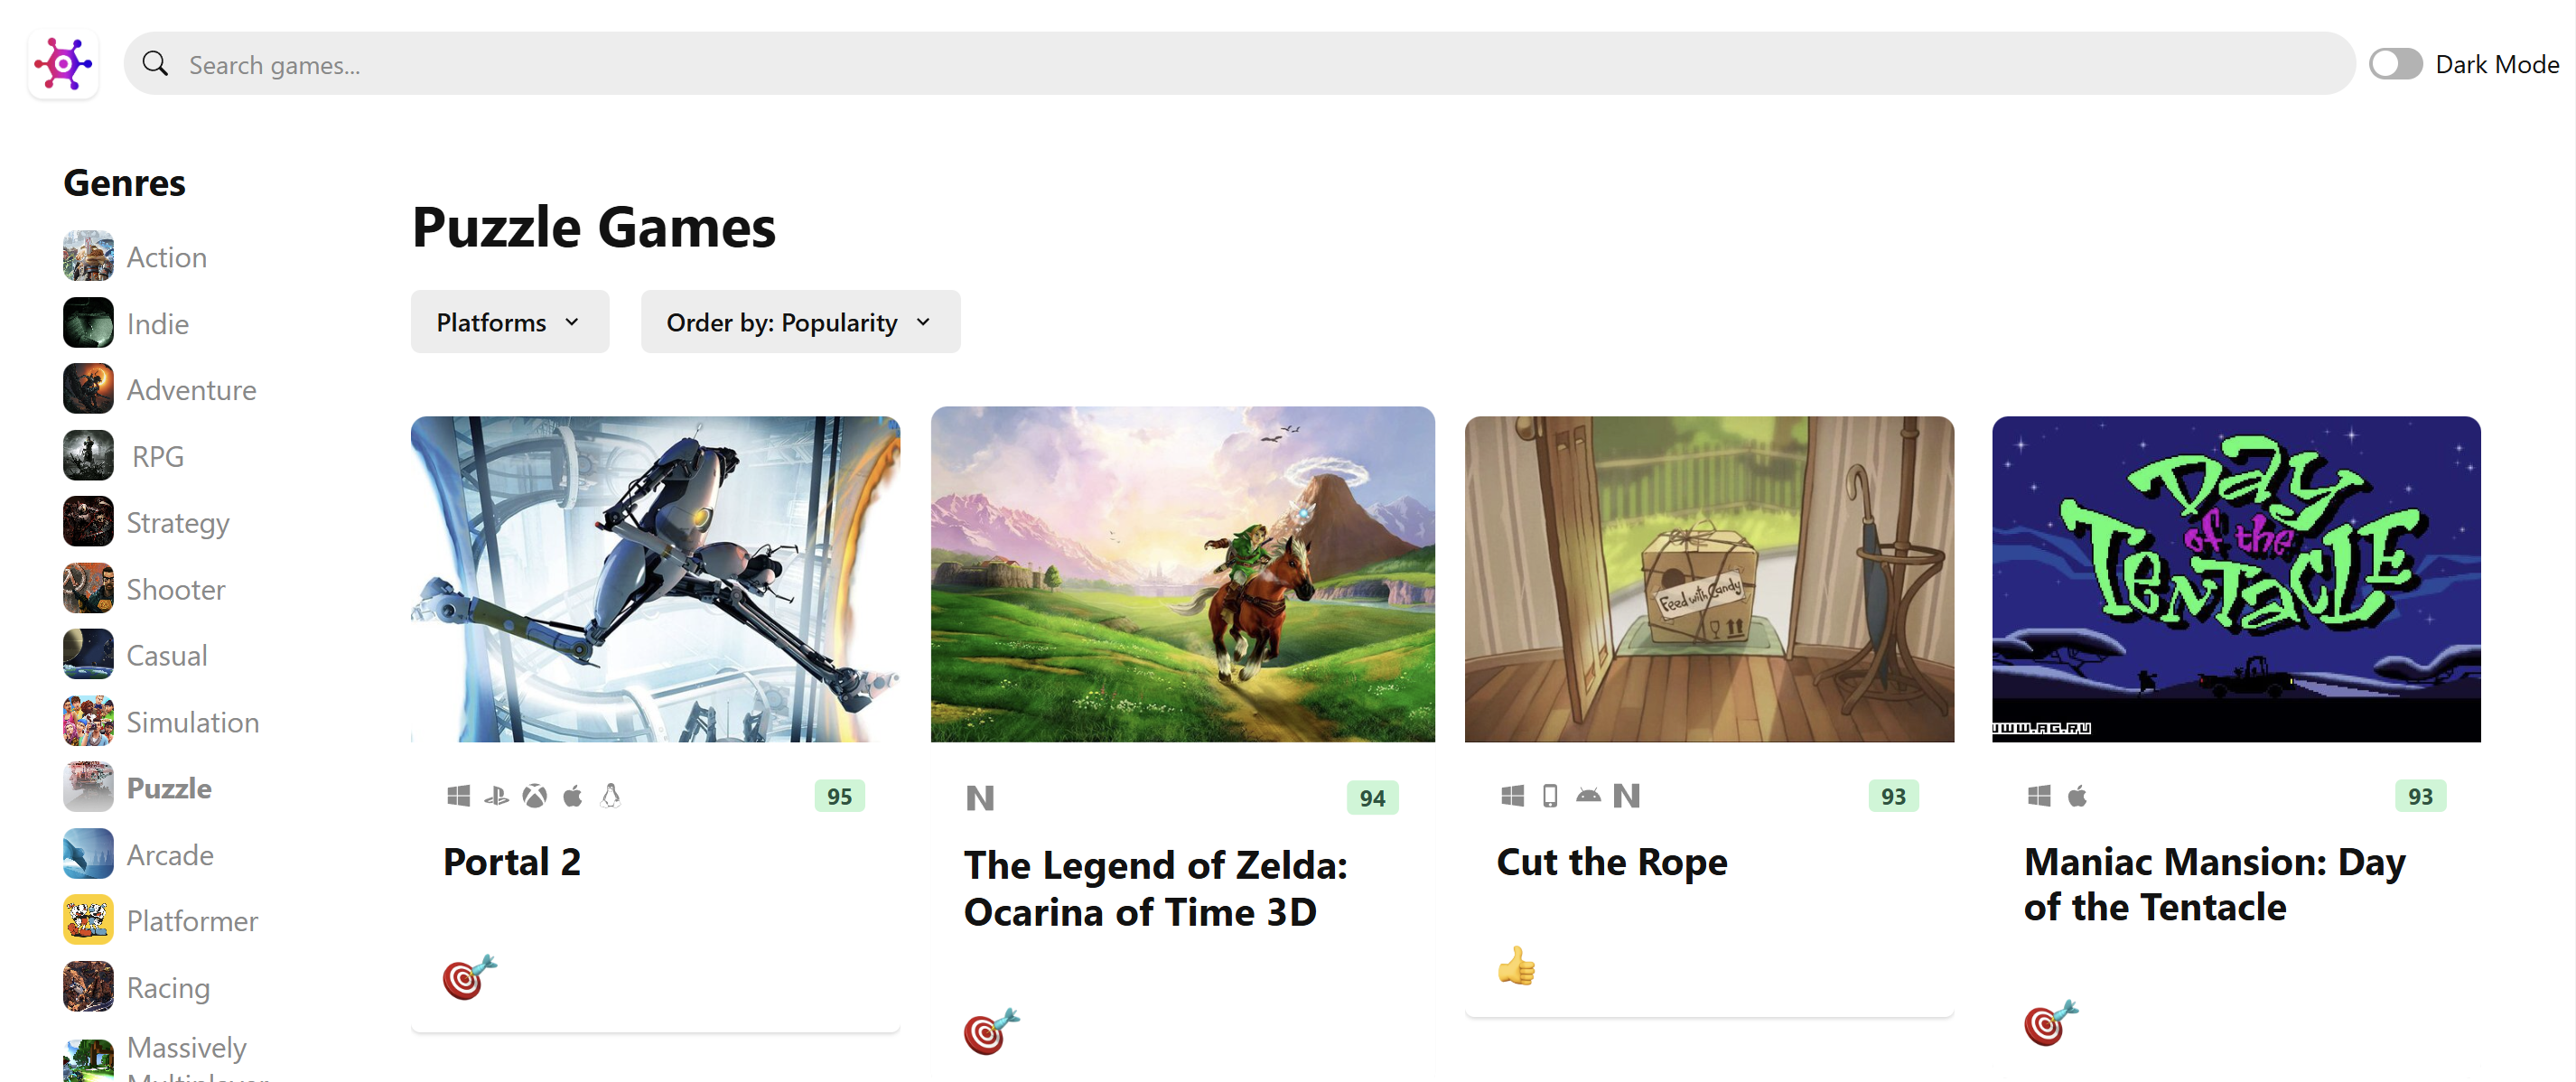 Search games...
Dark Mode
Genres
Action
Indie
Adventure
RPG
Strategy
Shooter
Casual
Simulation
Puzzle
Arcade
Platformer
Racing
Massively
Multiplayer
Puzzle Games
Platforms
Order by: Popularity
95
Portal 2
94
The Legend of Zelda:
Ocarina of Time 3D
Feed with Candy
93
Cut the Rope
Day
of the
Tentacle
WWW.AG.RU
93
Maniac Mansion: Day
of the Tentacle